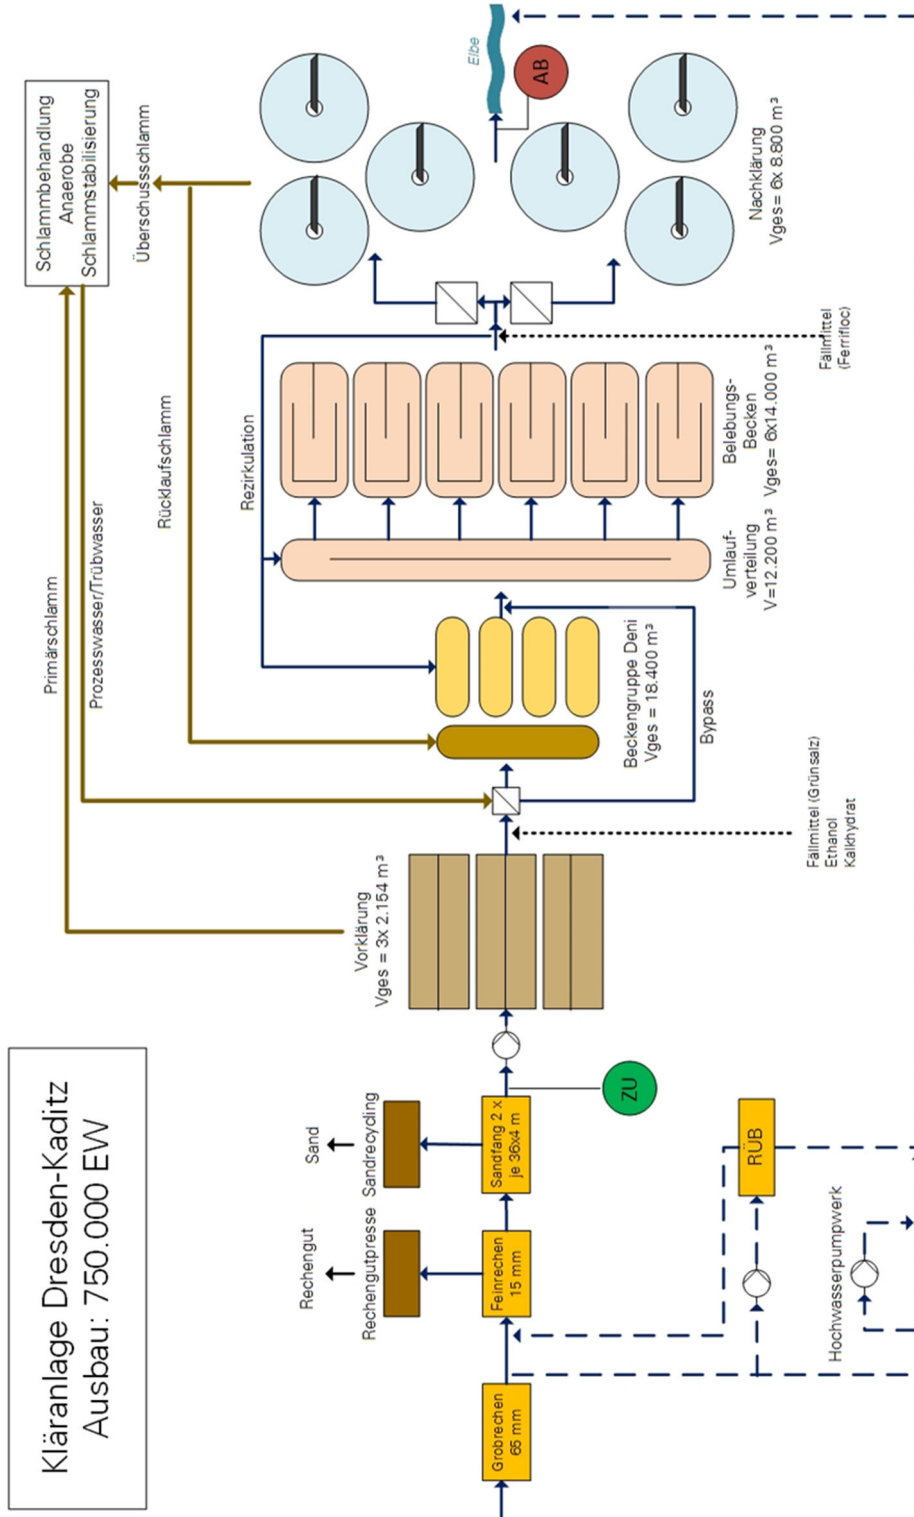 Kläranlage Dresden-Kaditz
Ausbau: 750.000 EW
Grobrechen
65 mm
Feinrechen
15 mm
Rechengutpresse
Rechengut
Sandfang 2 x
je 36x4 m
Sandrecycling
Sand
ZU
RÜB
Hochwasserpumpwerk
Vorklärung
Vges = 3x 2.154 m³
Fällmittel (Grünsalz)
Ethanol
Kalkhydrat
Primärschlamm
Prozesswasser/Trübwasser
Rücklaufschlamm
Rezirkulation
Bypass
Beckengruppe Deni
Vges = 18.400 m³
Umlauf-
verteilung
V=12.200 m³
Belebungs-
Becken
Vges= 6x14.000 m³
Fällmittel
(Ferrifloc)
Schlammbehandlung
Anaerobe
Schlammstabilisierung
Überschussschlamm
Nachklärung
Vges= 6x 8.800 m³
Elbe
AB